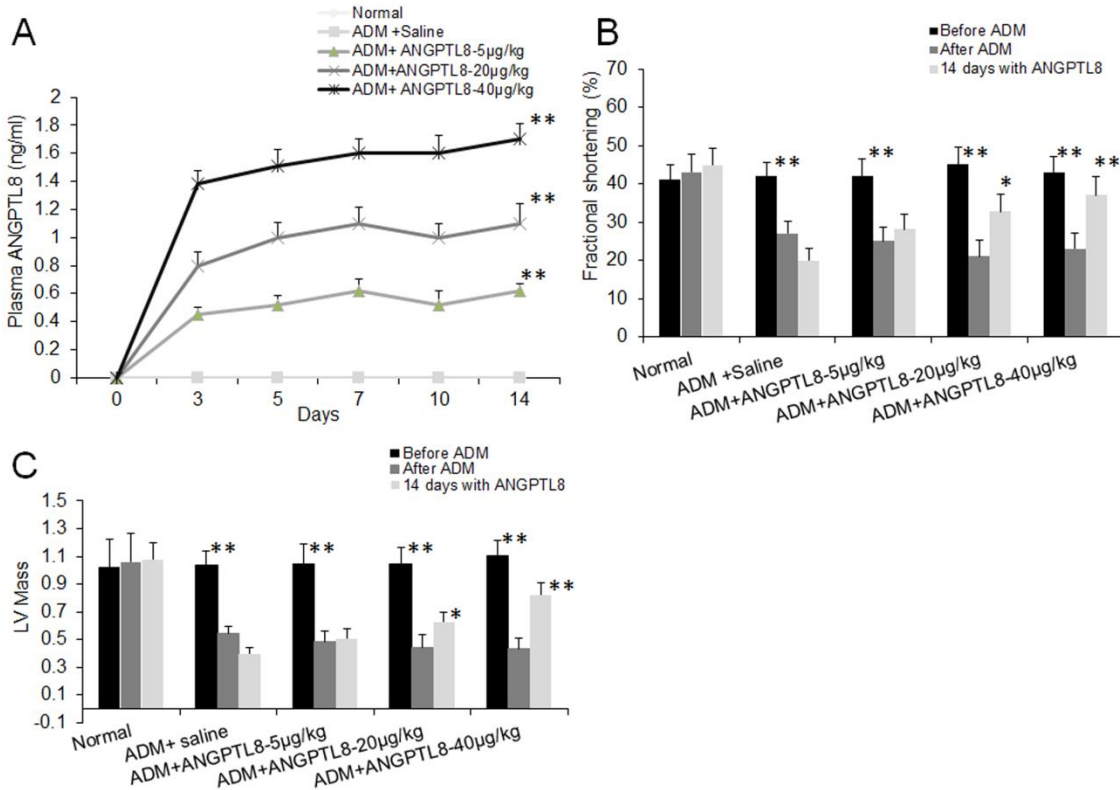 A
Normal
ADM +Saline
ADM+ ANGPTL8-5µg/kg
ADM+ANGPTL8-20µg/kg
ADM+ ANGPTL8-40µg/kg
Plasma ANGPTL8 (ng/ml)
2
1.8
1.6
1.4
1.2
1
0.8
0.6
0.4
0.2
0
**
**
**
0 3 5 7 10 14
Days
B
Before ADM
After ADM
14 days with ANGPTL8
Fractional shortening (%)
70
60
50
40
30
20
10
0
** ** ** * ** **
Normal
ADM +Saline
ADM+ANGPTL8-5µg/kg
ADM+ANGPTL8-20µg/kg
ADM+ANGPTL8-40µg/kg
C
Before ADM
After ADM
14 days with ANGPTL8
LV Mass
1.5
1.3
1.1
0.9
0.7
0.5
0.3
0.1
-0.1
** ** ** * ** **
Normal
ADM+ saline
ADM+ANGPTL8-5µg/kg
ADM+ANGPTL8-20µg/kg
ADM+ANGPTL8-40µg/kg